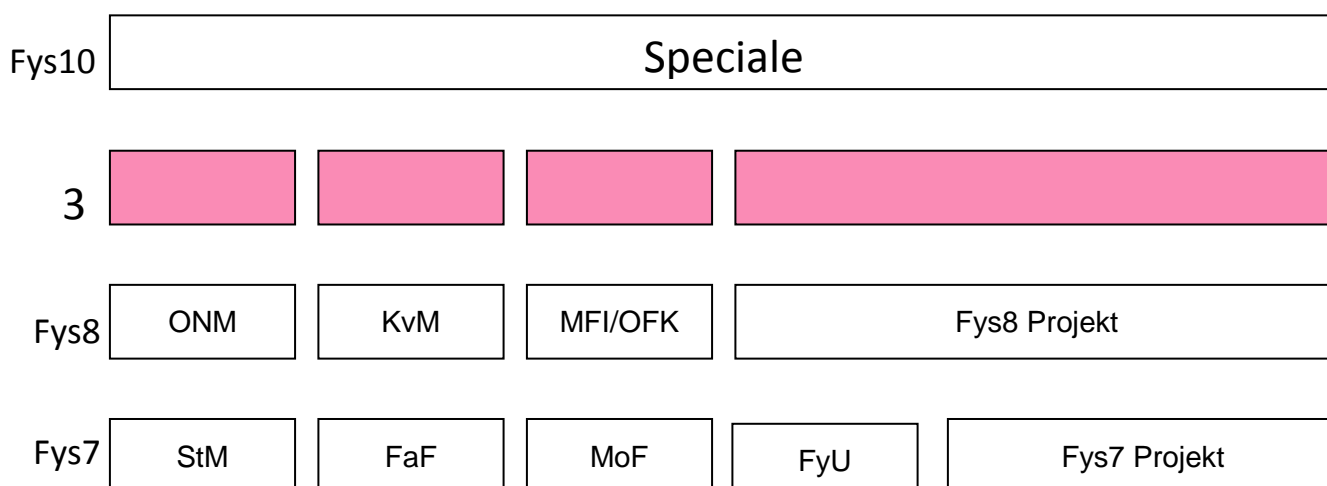 Fys10 Speciale
3
Fys8 ONM KvM MFI/OFK Fys8 Projekt
Fys7 StM FaF MoF FyU Fys7 Projekt